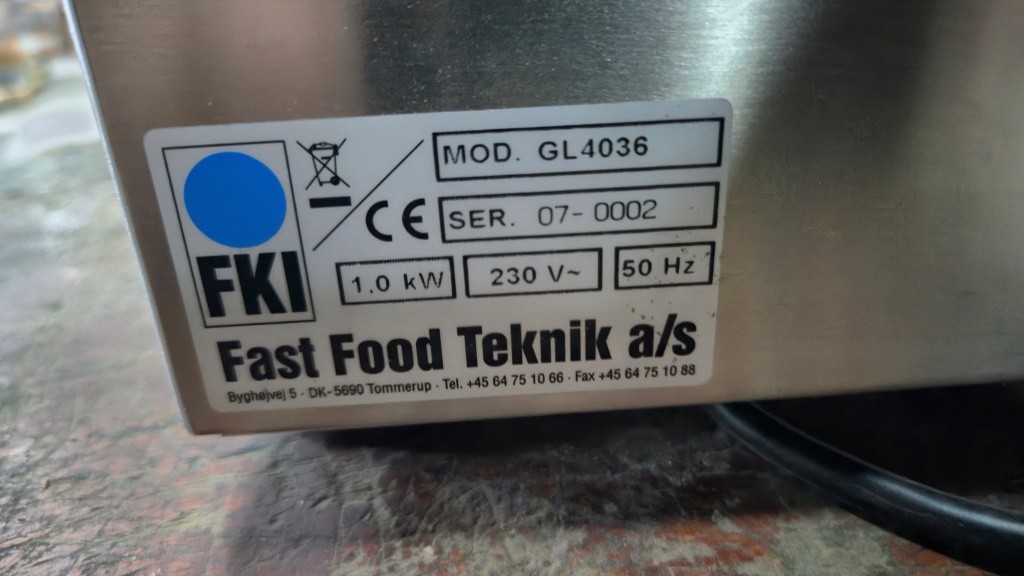 FKI
CE
MOD. GL4036
SER. 07-0002
1.0 kW
230 V~
50 Hz
Fast Food Teknik a/s
Byghøjvej 5 · DK-5690 Tommerup · Tel. +45 64 75 10 66 · Fax +45 64 75 10 88